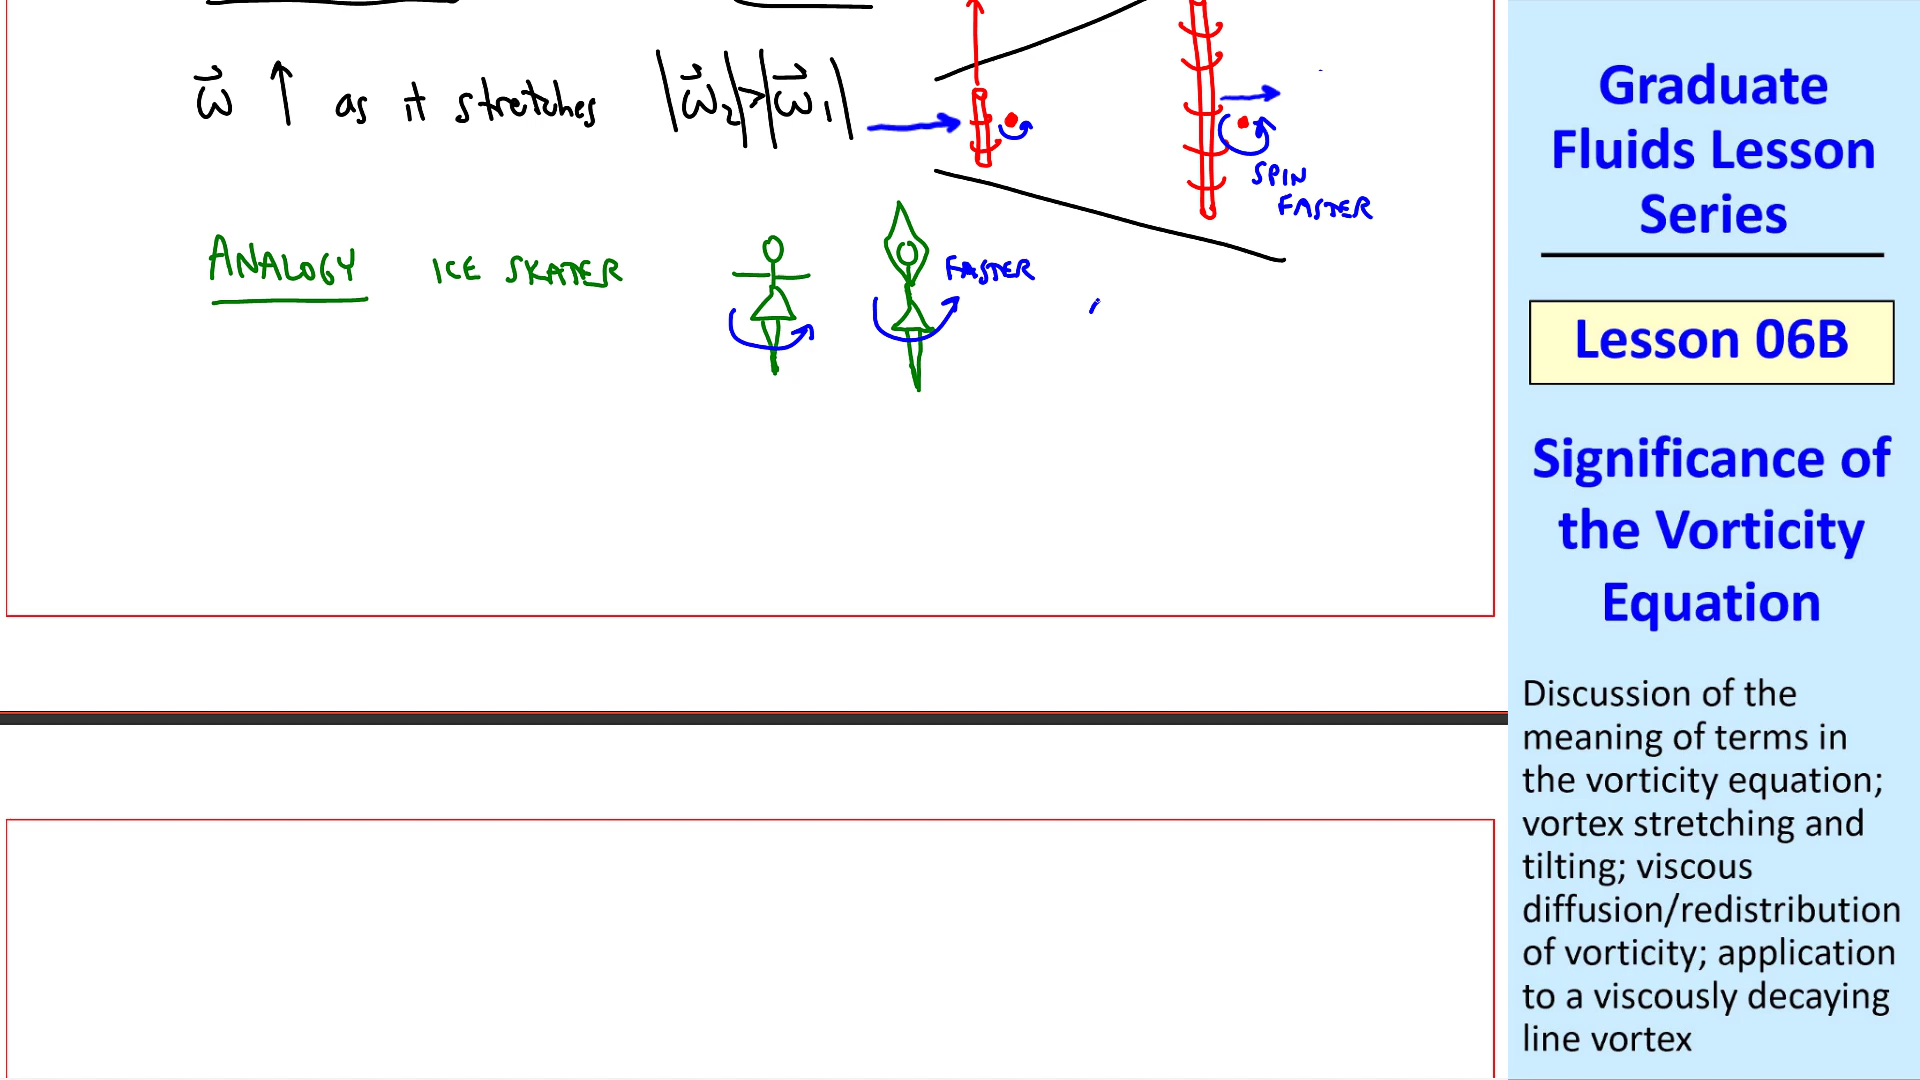 ω⃗ ↑ as it stretches |ω⃗₂|>|ω⃗₁|
SPIN
FASTER
ANALOGY ICE SKATER FASTER
Graduate
Fluids Lesson
Series
Lesson 06B
Significance of
the Vorticity
Equation
Discussion of the
meaning of terms in
the vorticity equation;
vortex stretching and
tilting; viscous
diffusion/redistribution
of vorticity; application
to a viscously decaying
line vortex